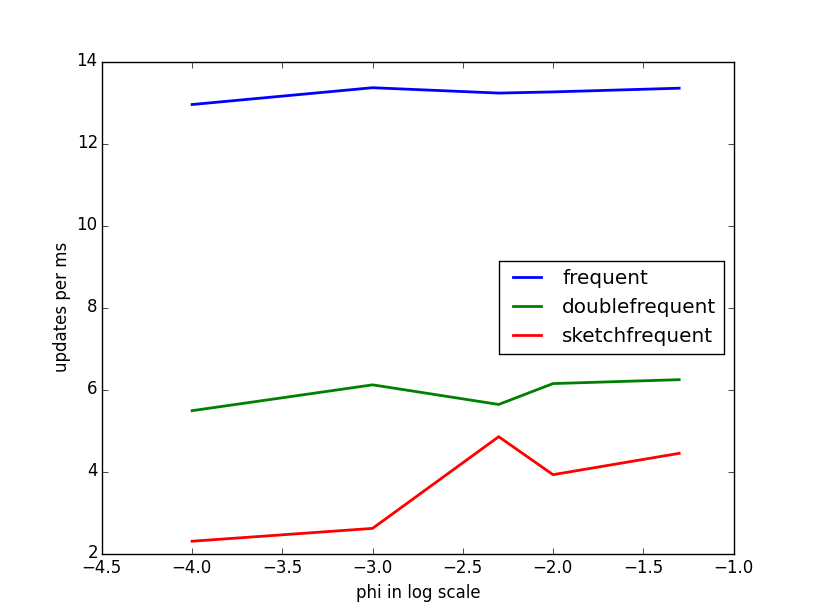 14
12
10
8
6
4
2
updates per ms
frequent
doublefrequent
sketchfrequent
−4.5 −4.0 −3.5 −3.0 −2.5 −2.0 −1.5 −1.0
phi in log scale